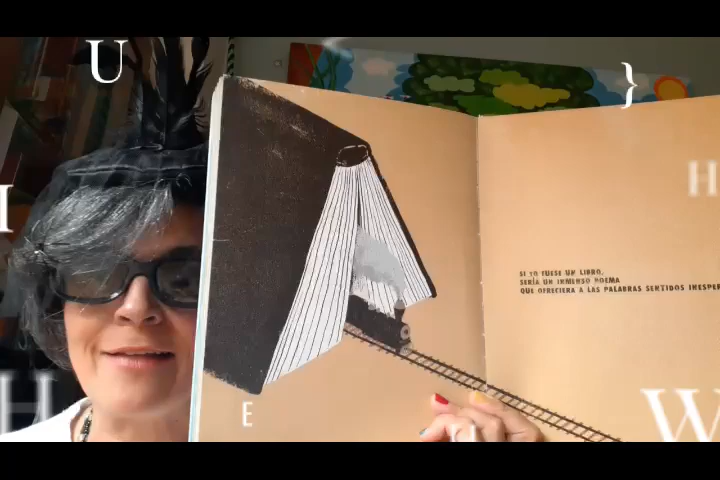 U
}
H
I
SI YO FUESE UN LIBRO,
SERÍA UN INMENSO POEMA
QUE OFRECIERA A LAS PALABRAS SENTIDOS INESPER
H
E
W